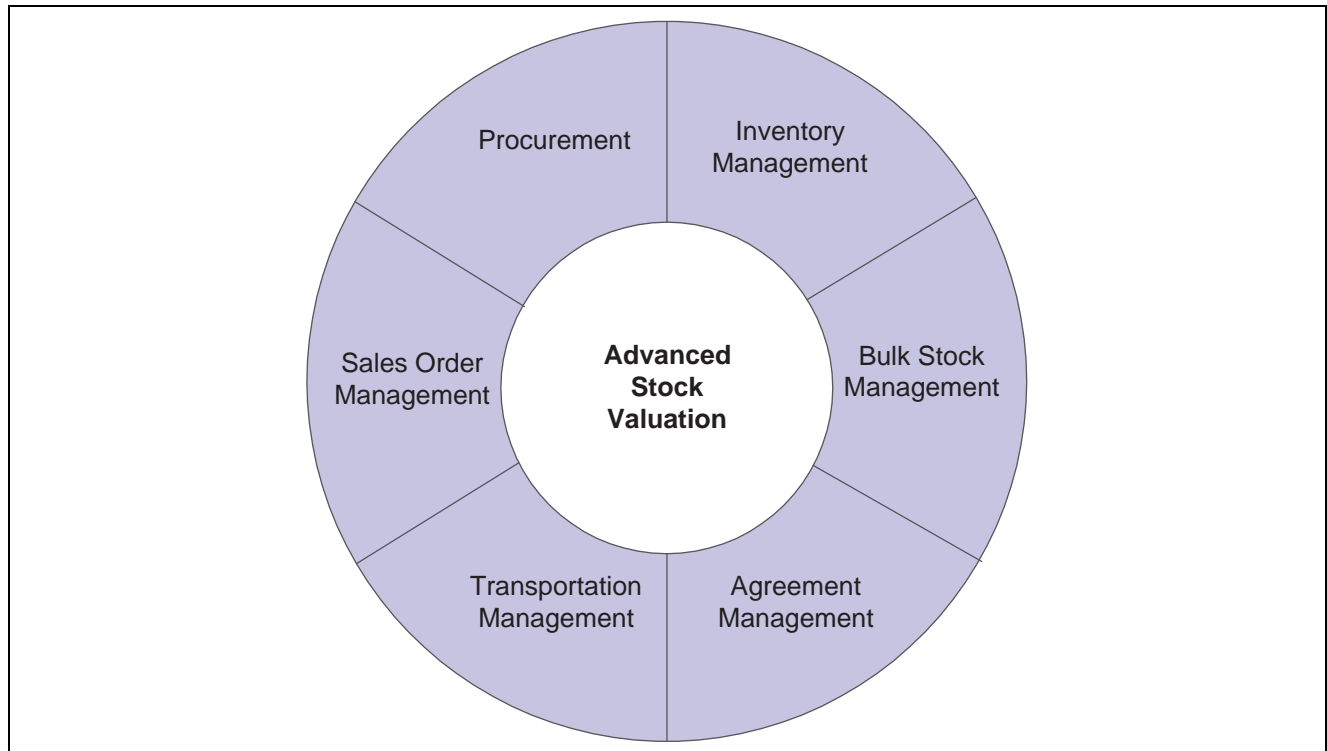 Procurement
Inventory
Management
Sales Order
Management
Advanced
Stock
Valuation
Bulk Stock
Management
Transportation
Management
Agreement
Management